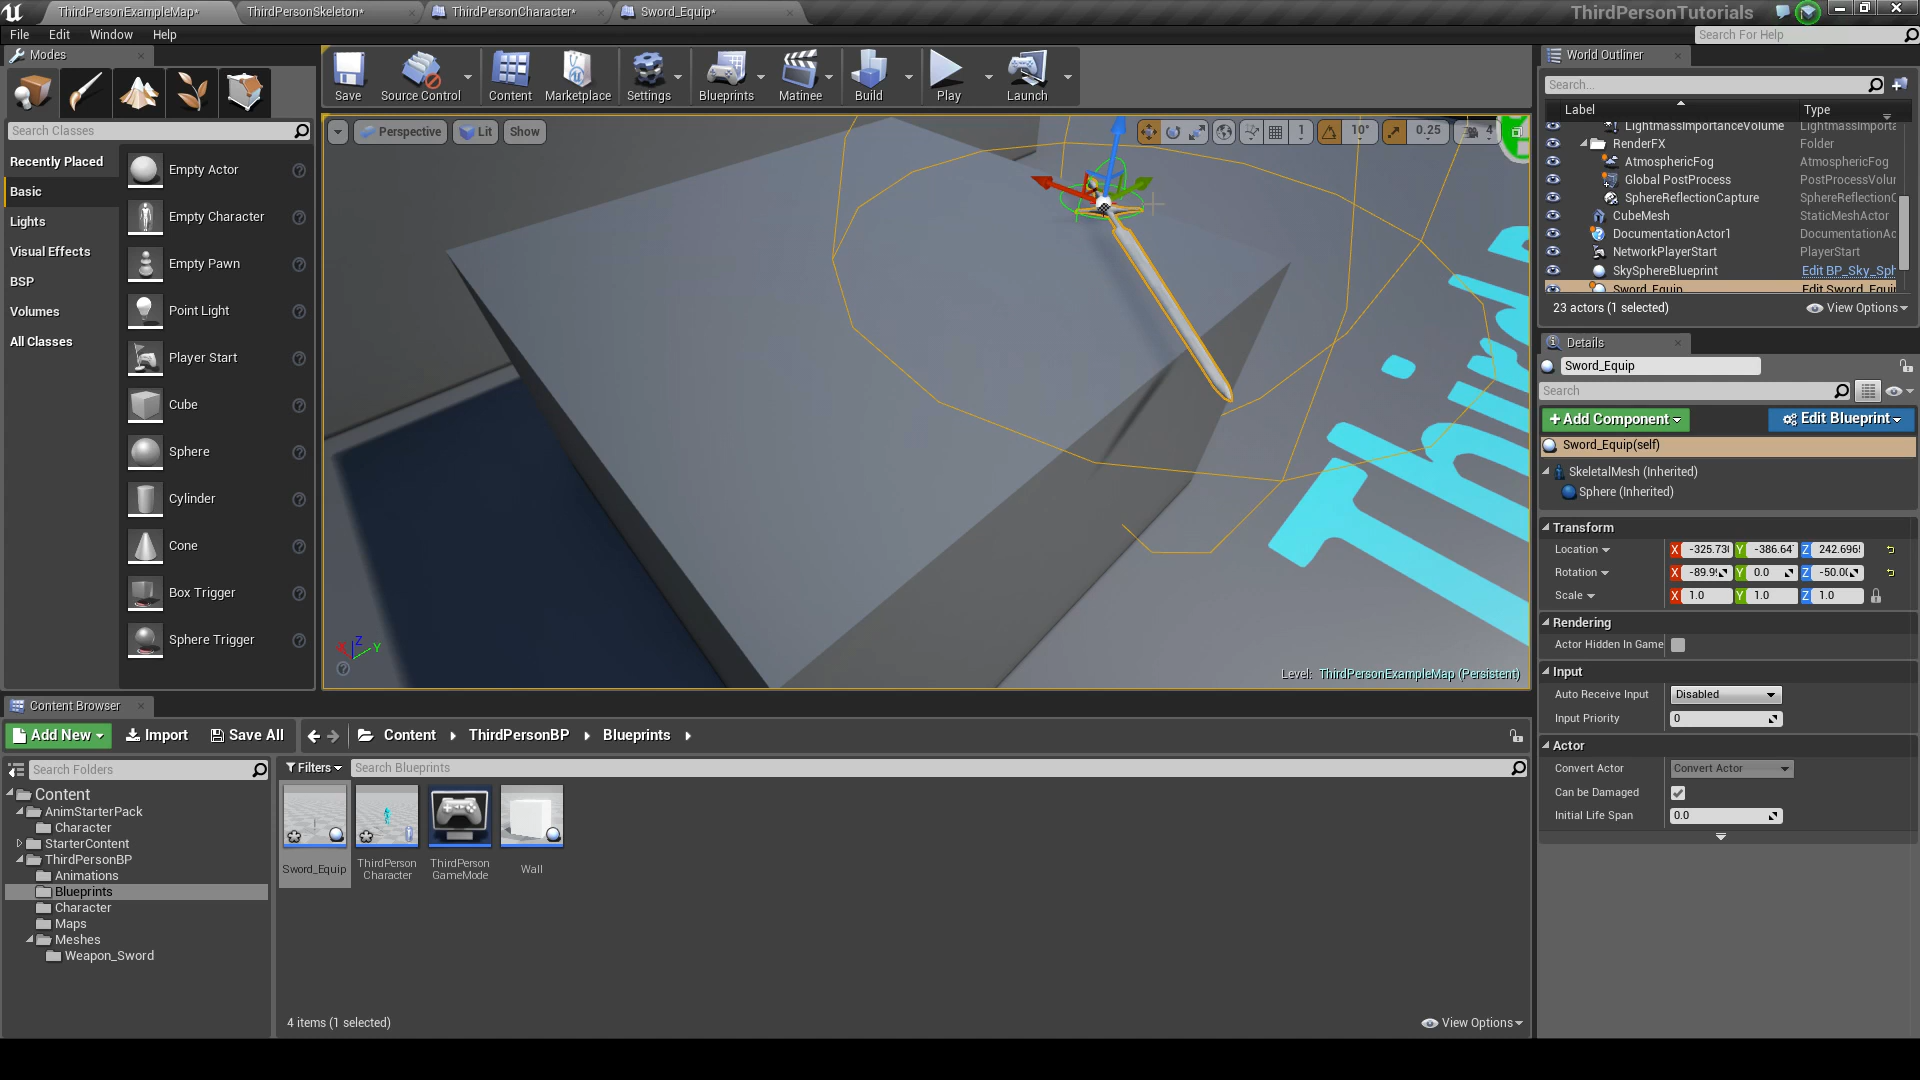 ThirdPersonExampleMap*
ThirdPersonSkeleton*
ThirdPersonCharacter*
Sword_Equip*
ThirdPersonTutorials
File Edit Window Help
Search For Help
Modes
Search Classes
Recently Placed
Basic
Lights
Visual Effects
BSP
Volumes
All Classes
Empty Actor
Empty Character
Empty Pawn
Point Light
Player Start
Cube
Sphere
Cylinder
Cone
Box Trigger
Sphere Trigger
Save
Source Control
Content
Marketplace
Settings
Blueprints
Matinee
Build
Play
Launch
Perspective
Lit
Show
1
10°
0.25
4
Third
X Z Y
Level: ThirdPersonExampleMap (Persistent)
World Outliner
Search...
Label Type
LightmassImportanceVolume LightmassImporta
RenderFX Folder
AtmosphericFog AtmosphericFog
Global PostProcess PostProcessVolur
SphereReflectionCapture SphereReflectionC
CubeMesh StaticMeshActor
DocumentationActor1 DocumentationAc
NetworkPlayerStart PlayerStart
SkySphereBlueprint Edit BP_Sky_Sph
Sword_Equip Edit Sword_Equi
23 actors (1 selected)
View Options
Details
Sword_Equip
Search
+Add Component
Edit Blueprint
Sword_Equip(self)
SkeletalMesh (Inherited)
Sphere (Inherited)
Transform
Location X -325.73 Y -386.64 Z 242.696
Rotation X -89.9 Y 0.0 Z -50.0
Scale X 1.0 Y 1.0 Z 1.0
Rendering
Actor Hidden In Game
Input
Auto Receive Input Disabled
Input Priority 0
Actor
Convert Actor Convert Actor
Can be Damaged
Initial Life Span 0.0
Content Browser
Add New Import Save All
Content ThirdPersonBP Blueprints
Search Folders
Filters
Search Blueprints
Content
AnimStarterPack
Character
StarterContent
ThirdPersonBP
Animations
Blueprints
Character
Maps
Meshes
Weapon_Sword
Sword_Equip
ThirdPerson
Character
ThirdPerson
GameMode
Wall
4 items (1 selected)
View Options